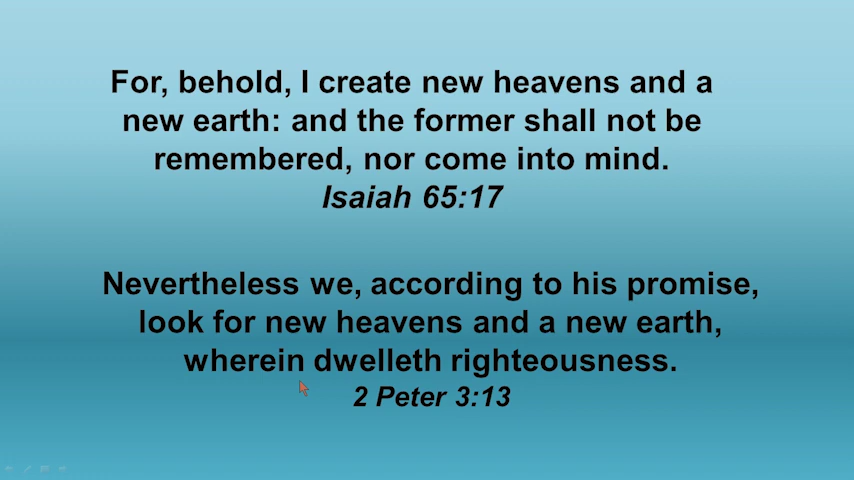 For, behold, I create new heavens and a
new earth: and the former shall not be
remembered, nor come into mind.
Isaiah 65:17
Nevertheless we, according to his promise,
look for new heavens and a new earth,
wherein dwelleth righteousness.
2 Peter 3:13